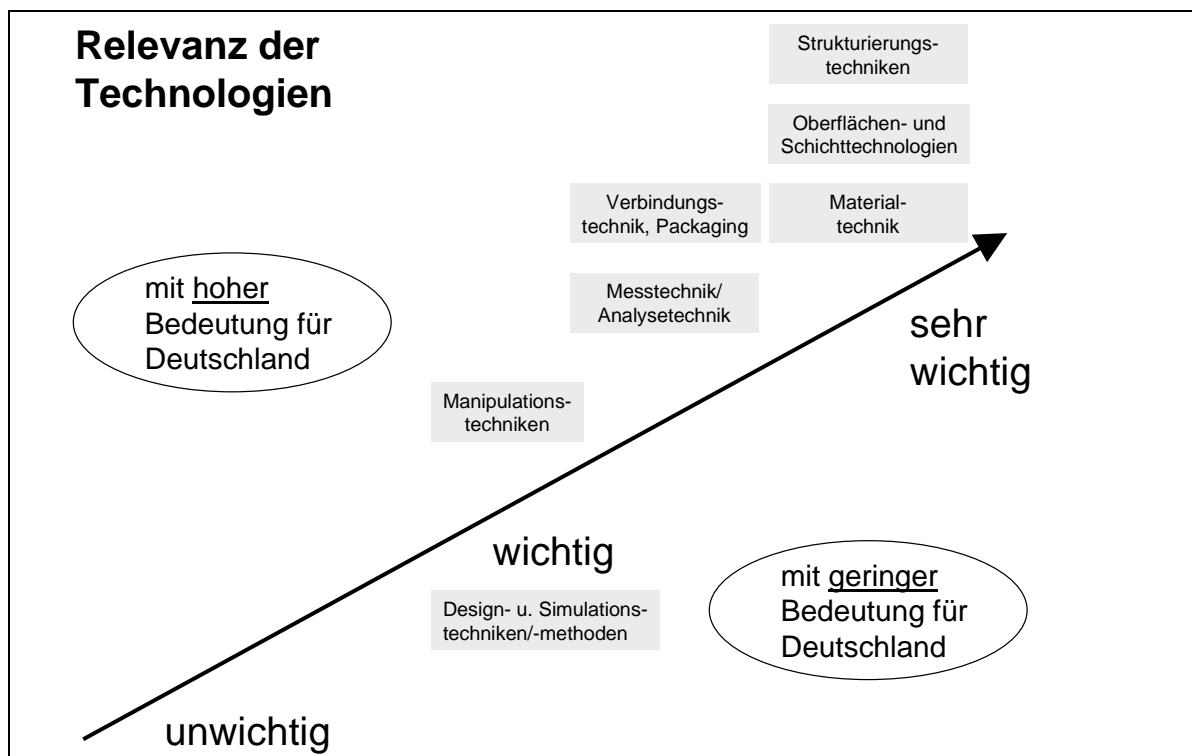 Relevanz der
Technologien
Strukturierungs-
techniken
Oberflächen- und
Schichttechnologien
Verbindungs-
technik, Packaging
Material-
technik
mit hoher
Bedeutung für
Deutschland
Messtechnik/
Analysetechnik
sehr
wichtig
Manipulations-
techniken
wichtig
mit geringer
Bedeutung für
Deutschland
Design- u. Simulations-
techniken/-methoden
unwichtig